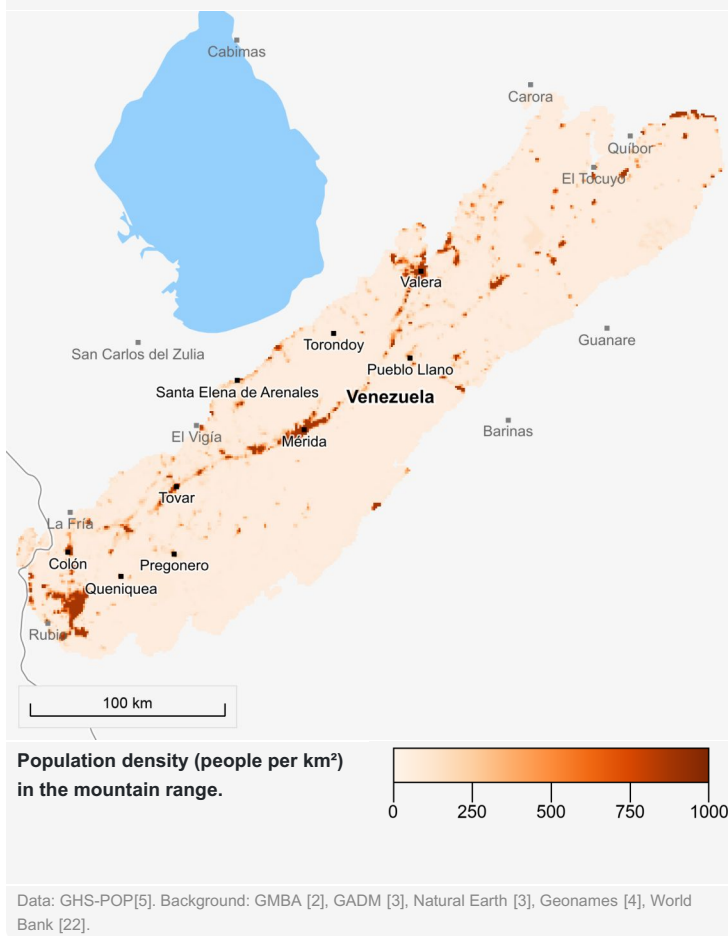 Cabimas
Carora
Quíbor
El Tocuyo
Valera
Guanare
Torondoy
San Carlos del Zulia
Pueblo Llano
Santa Elena de Arenales
Venezuela
El Vigía
Mérida
Barinas
Tovar
La Fría
Colón
Pregonero
Queniquea
Rubio
100 km
Population density (people per km²)
in the mountain range.
0 250 500 750 1000
Data: GHS-POP[5]. Background: GMBA [2], GADM [3], Natural Earth [3], Geonames [4], World
Bank [22].